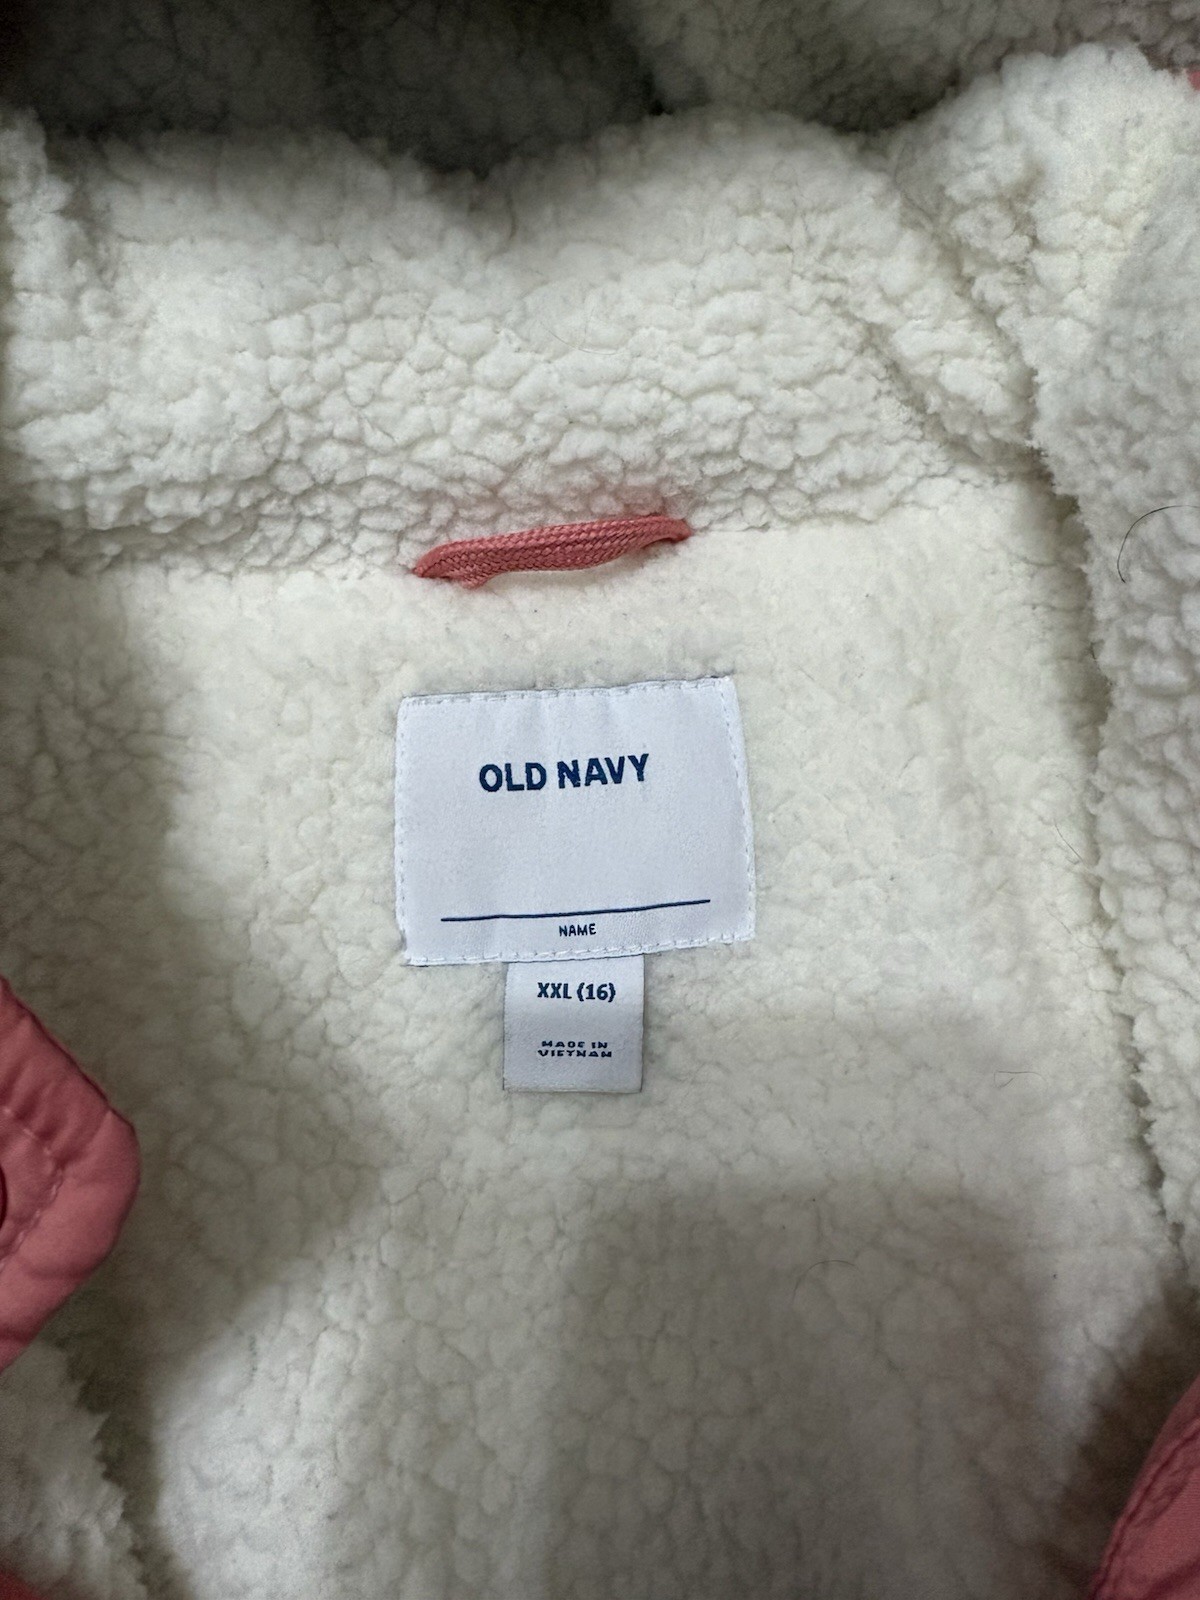 OLD NAVY
NAME
XXL (16)
MADE IN
VIETNAM